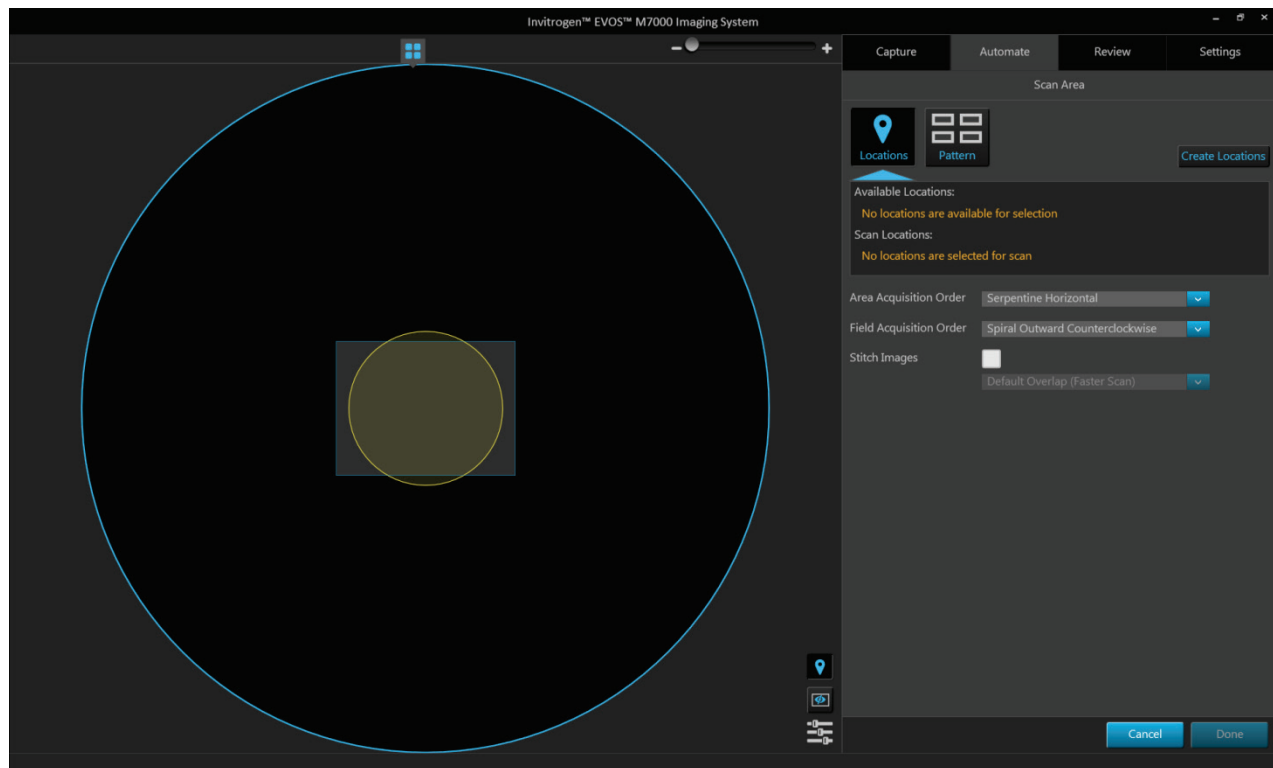 Invitrogen™ EVOS™ M7000 Imaging System
Capture Automate Review Settings
Scan Area
Locations Pattern Create Locations
Available Locations:
No locations are available for selection
Scan Locations:
No locations are selected for scan
Area Acquisition Order Serpentine Horizontal
Field Acquisition Order Spiral Outward Counterclockwise
Stitch Images
Default Overlap (Faster Scan)
Cancel Done